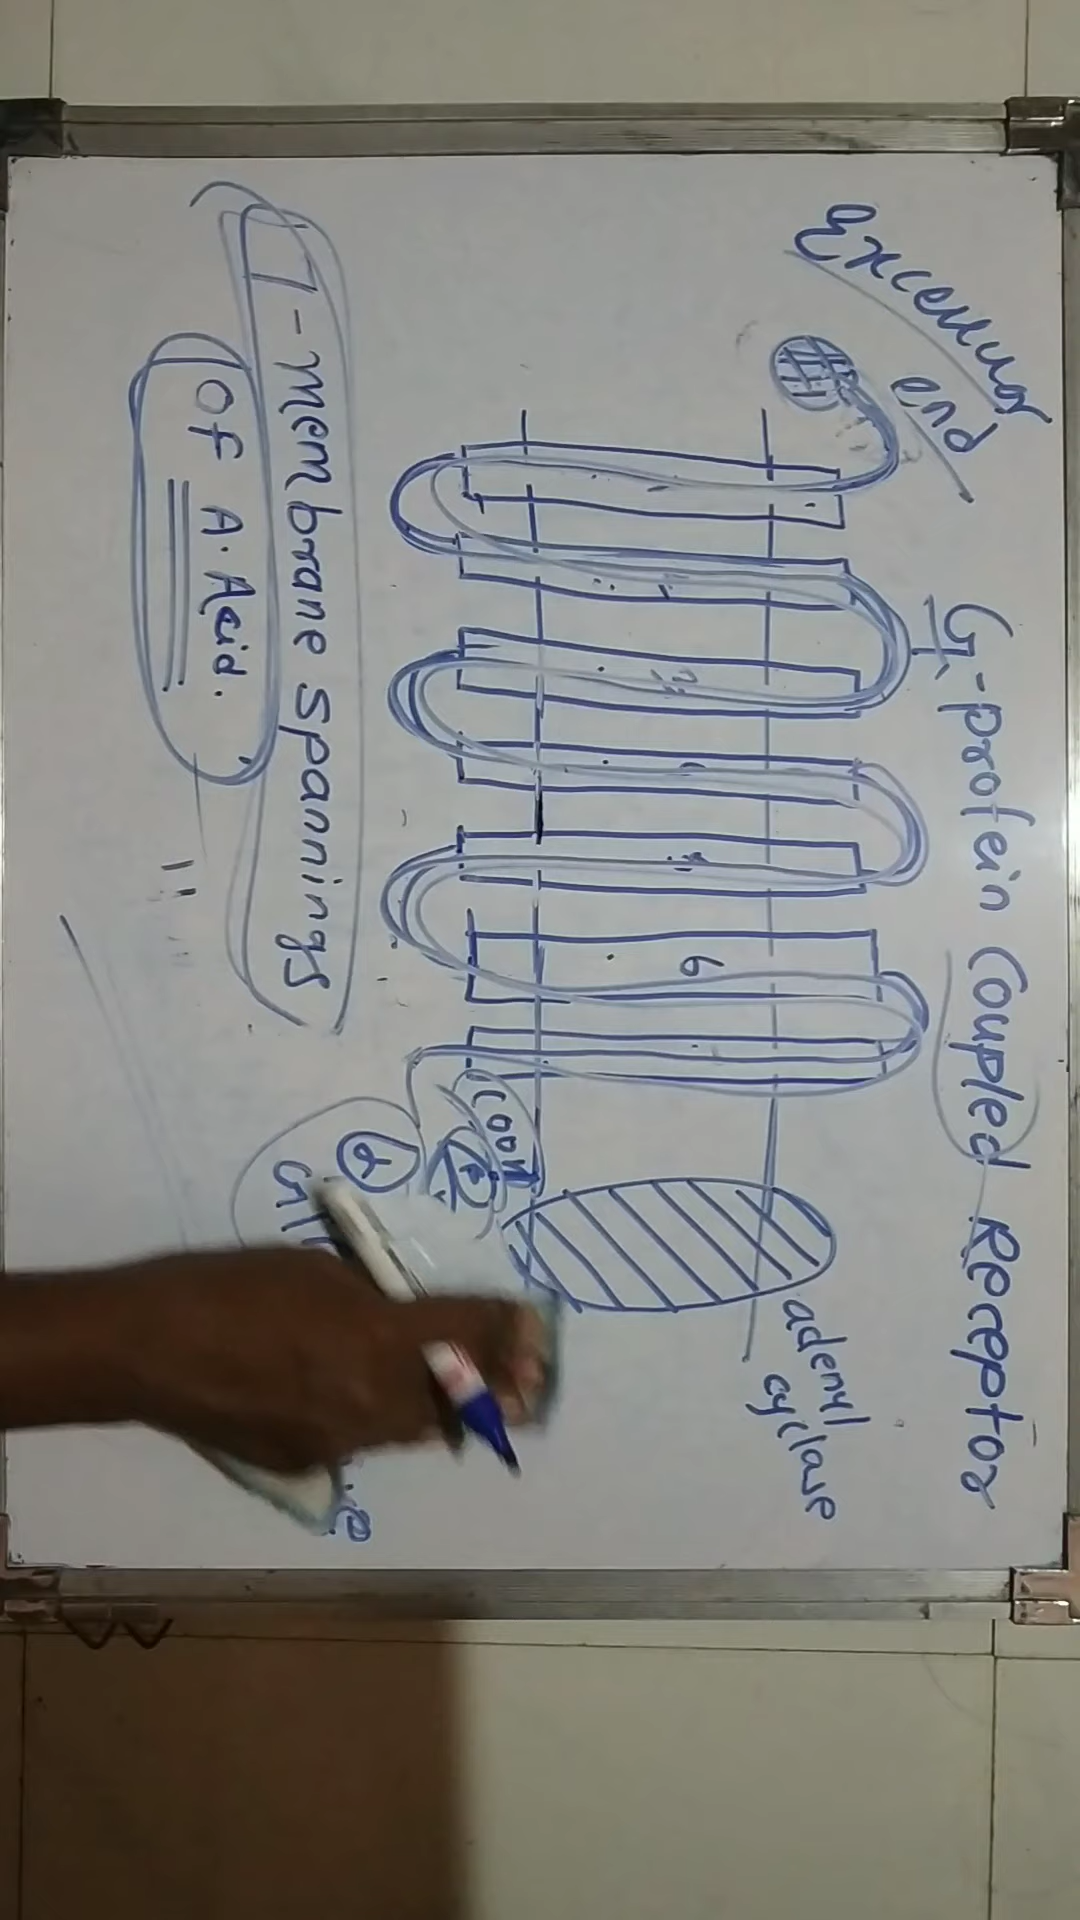 G-protein Coupled Receptor
Excellular
end
6
adenyl
cyclase
COOH
α
7-membrane spannings
OF A.Acid.